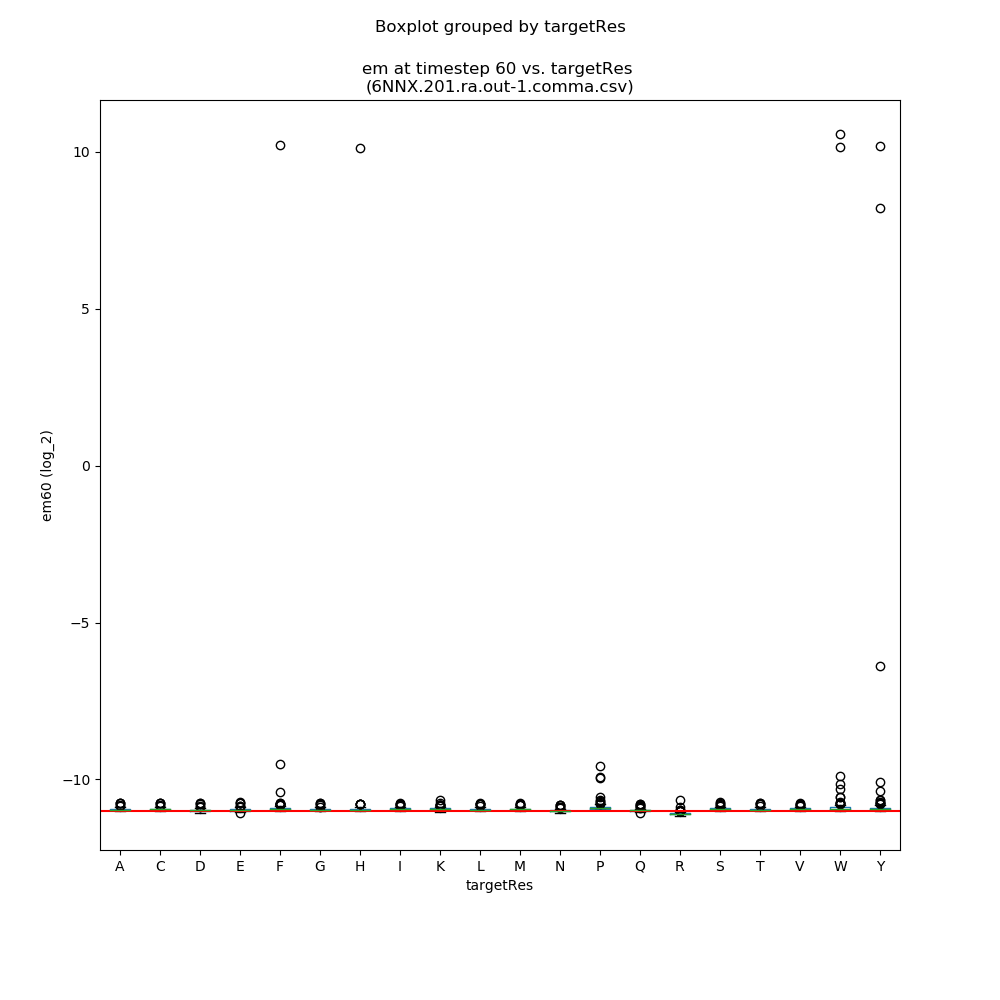 Boxplot grouped by targetRes
em at timestep 60 vs. targetRes
(6NNX.201.ra.out-1.comma.csv)
10
5
0
−5
−10
em60 (log_2)
A C D E F G H I K L M N P Q R S T V W Y
targetRes